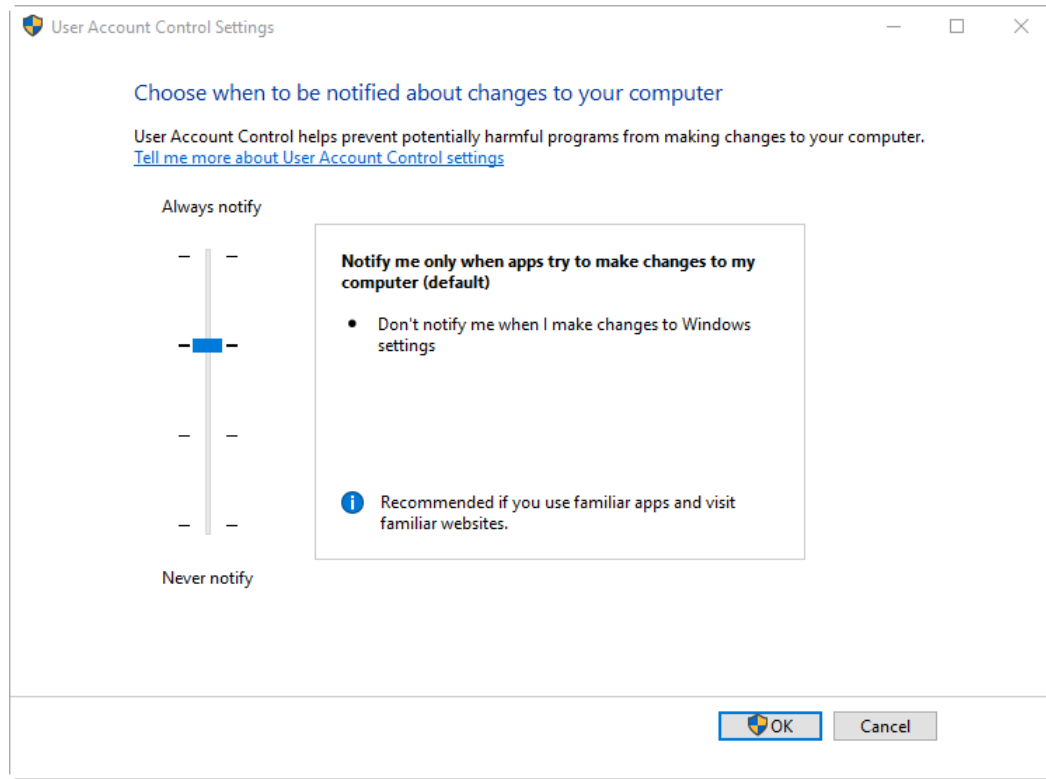 User Account Control Settings
Choose when to be notified about changes to your computer
User Account Control helps prevent potentially harmful programs from making changes to your computer.
Tell me more about User Account Control settings
Always notify
Notify me only when apps try to make changes to my
computer (default)
• Don't notify me when I make changes to Windows
settings
Recommended if you use familiar apps and visit
familiar websites.
Never notify
OK
Cancel